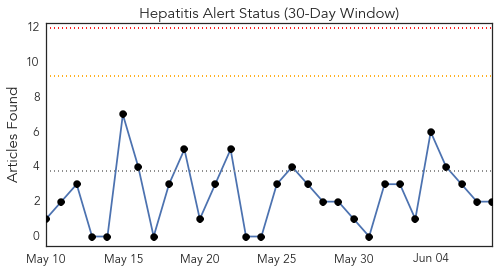 Hepatitis Alert Status (30-Day Window)
Articles Found
12
10
8
6
4
2
0
May 10
May 15
May 20
May 25
May 30
Jun 04